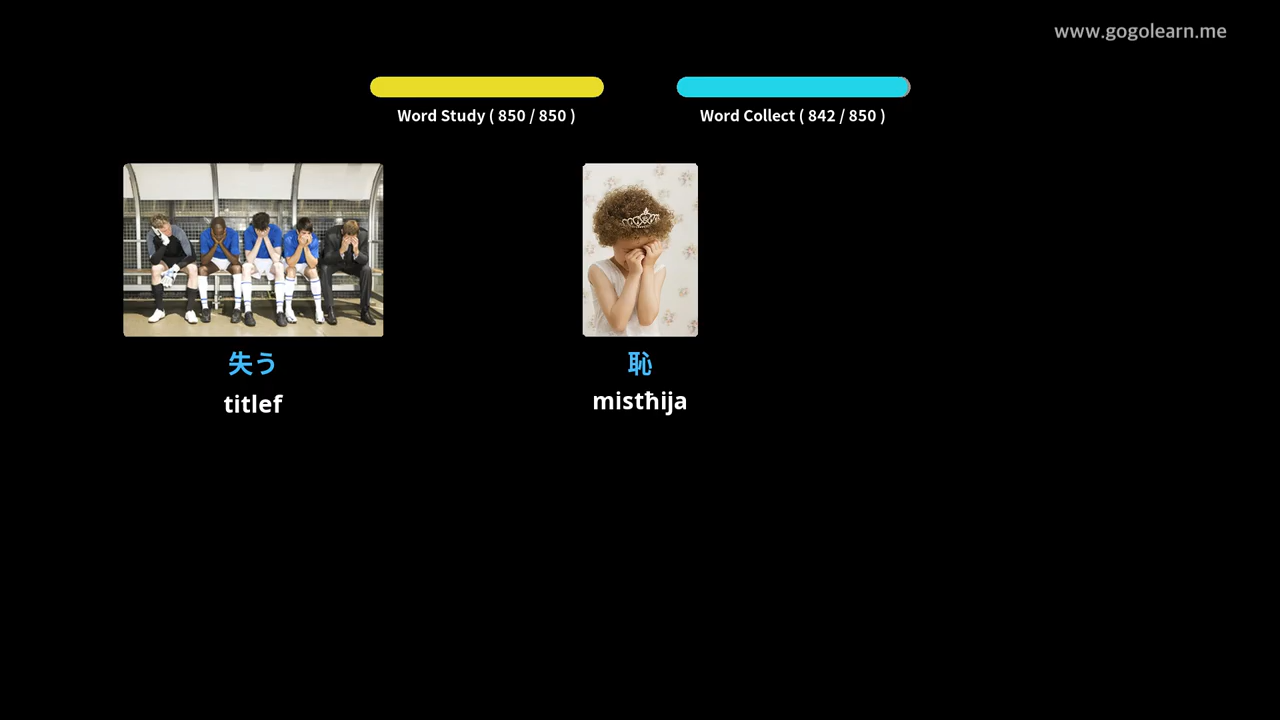 www.gogolearn.me
Word Study ( 850 / 850 )
Word Collect ( 842 / 850 )
失う
titlef
恥
mistħija